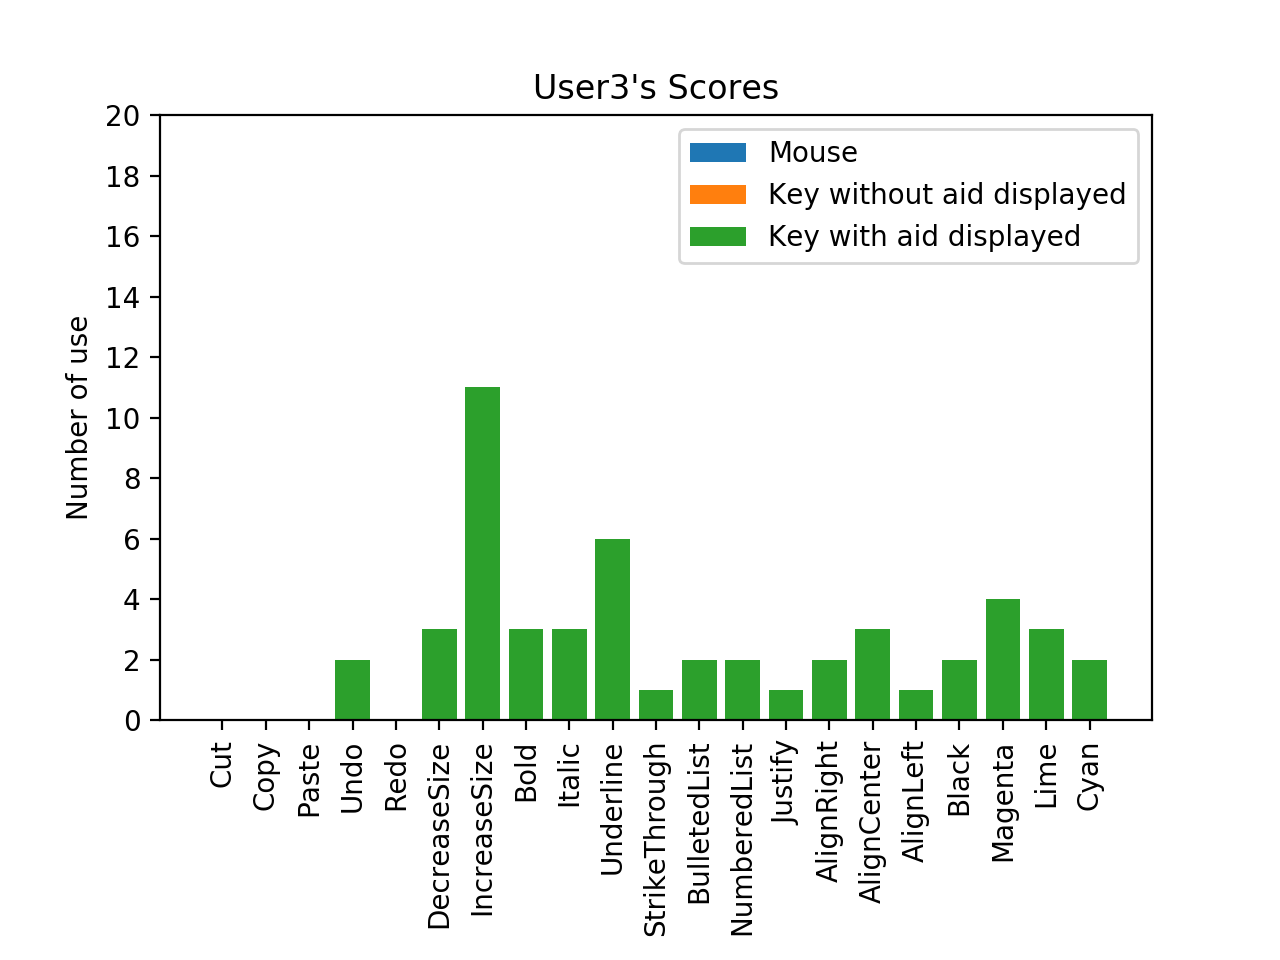 User3's Scores
Mouse
Key without aid displayed
Key with aid displayed
Number of use
20
18
16
14
12
10
8
6
4
2
0
Cut
Copy
Paste
Undo
Redo
DecreaseSize
IncreaseSize
Bold
Italic
Underline
StrikeThrough
BulletedList
NumberedList
Justify
AlignRight
AlignCenter
AlignLeft
Black
Magenta
Lime
Cyan